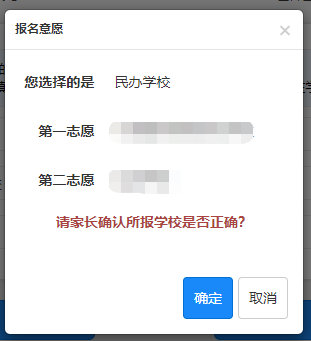 报名意愿
×
您选择的是 民办学校
第一志愿
第二志愿
请家长确认所报学校是否正确?
确定 取消